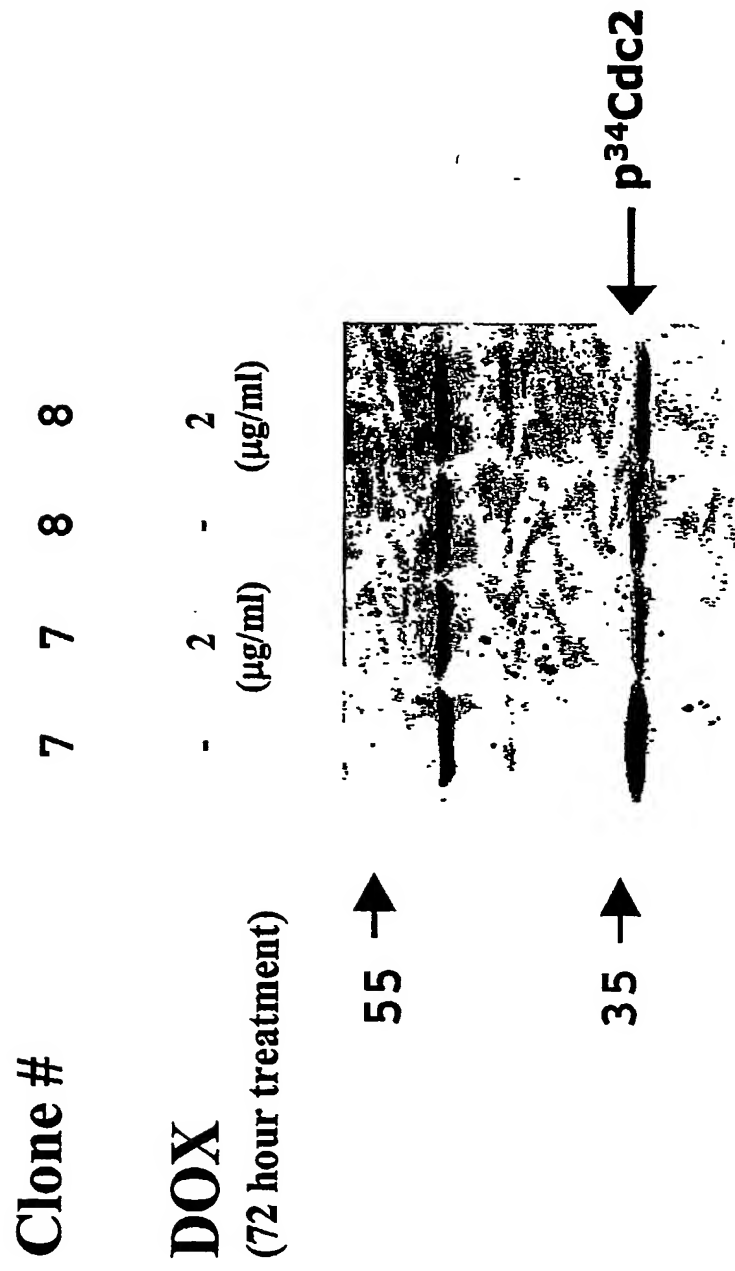 Clone # 7 7 8 8
DOX - 2 - 2
(72 hour treatment) (µg/ml) (µg/ml)
55
35
p34Cdc2